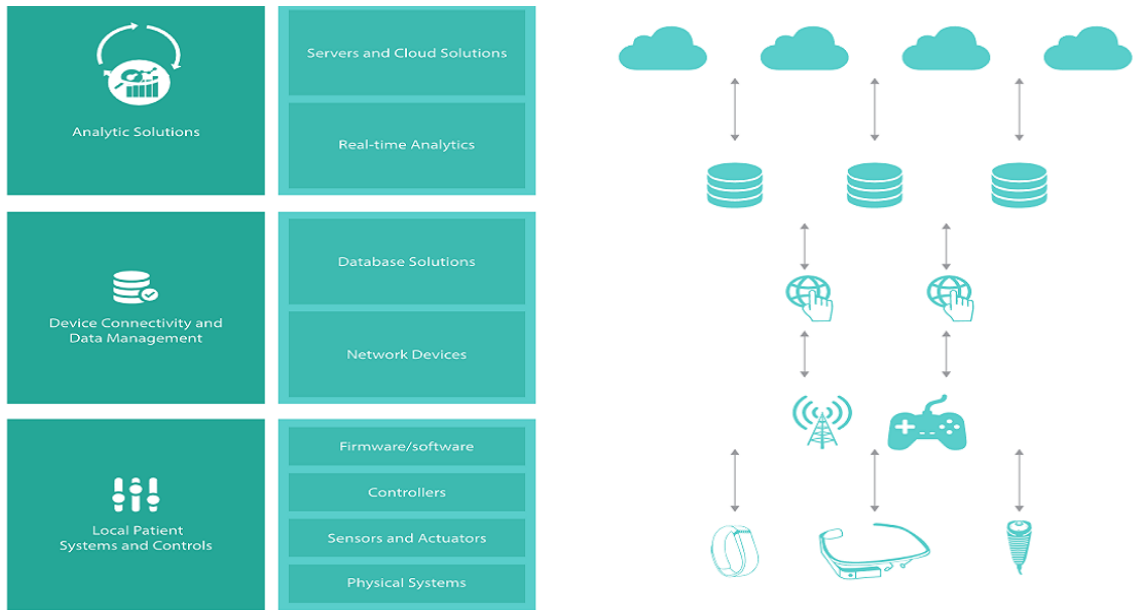 Analytic Solutions
Servers and Cloud Solutions
Real-time Analytics
Device Connectivity and
Data Management
Database Solutions
Network Devices
Local Patient
Systems and Controls
Firmware/software
Controllers
Sensors and Actuators
Physical Systems